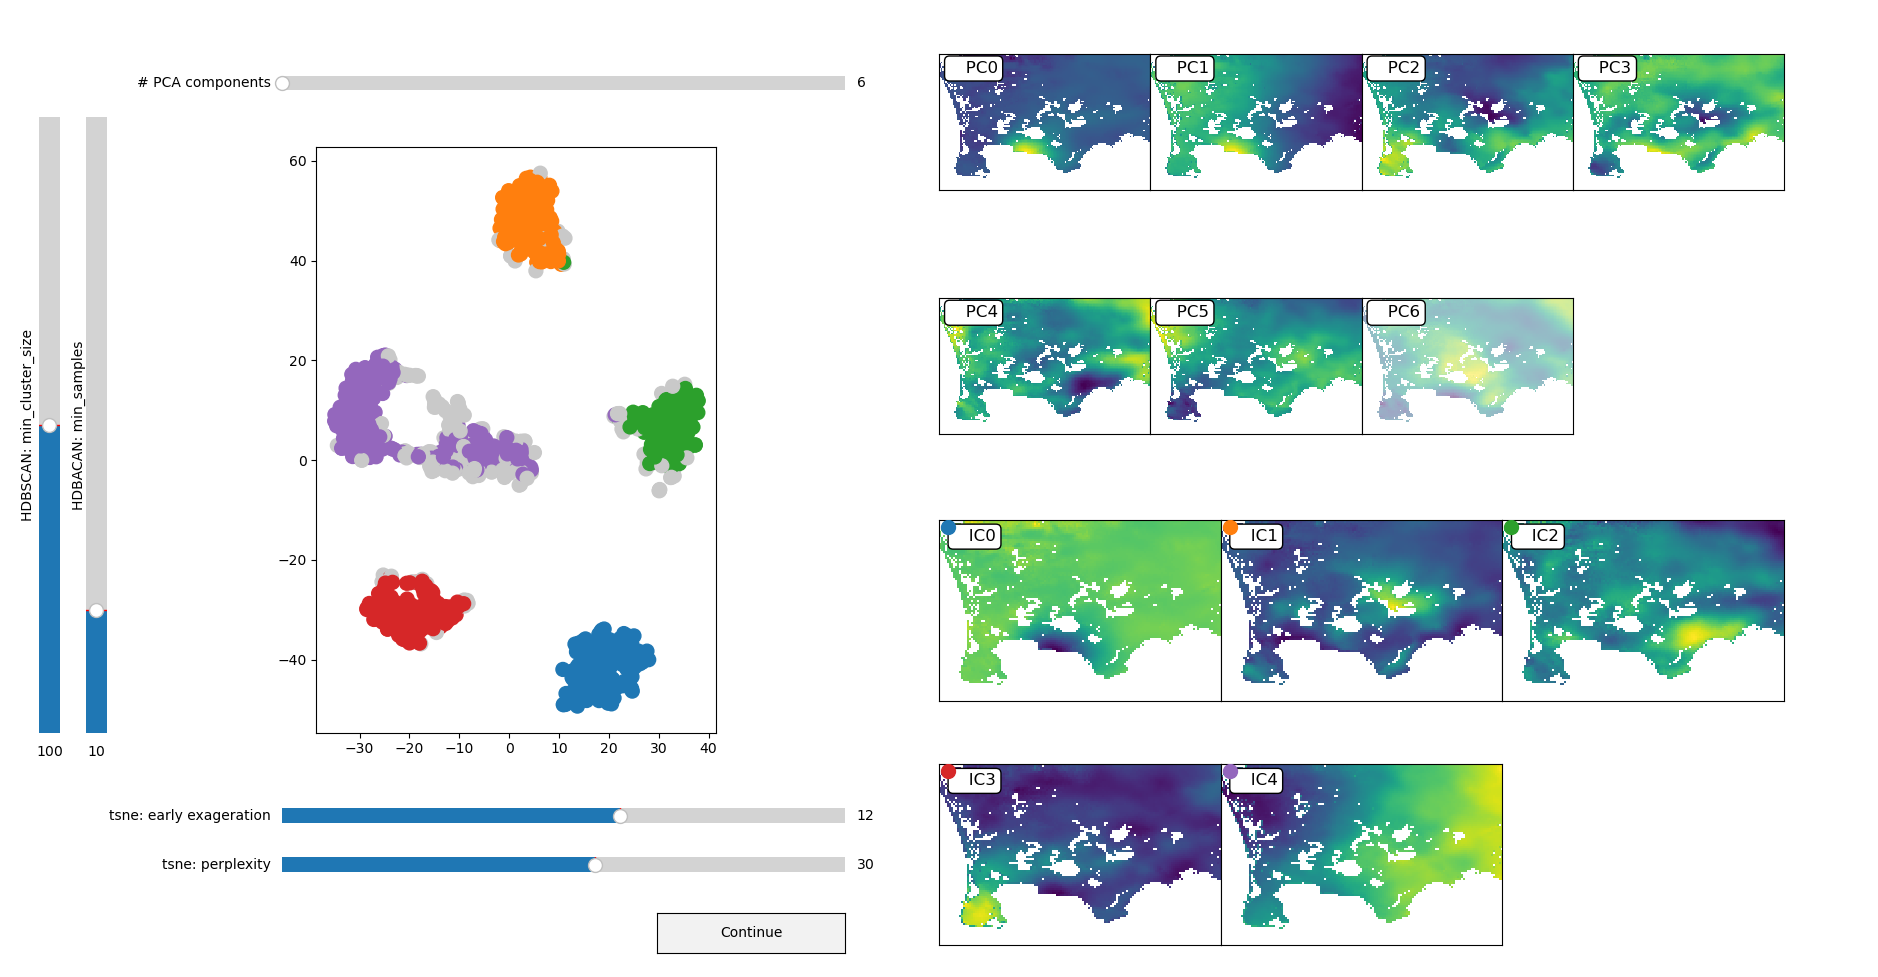 # PCA components 6
HDBSCAN: min_cluster_size
100
HDBACAN: min_samples
10
60
40
20
0
−20
−40
−30 −20 −10 0 10 20 30 40
tsne: early exageration 12
tsne: perplexity 30
Continue
PC0 PC1 PC2 PC3
PC4 PC5 PC6
IC0 IC1 IC2
IC3 IC4